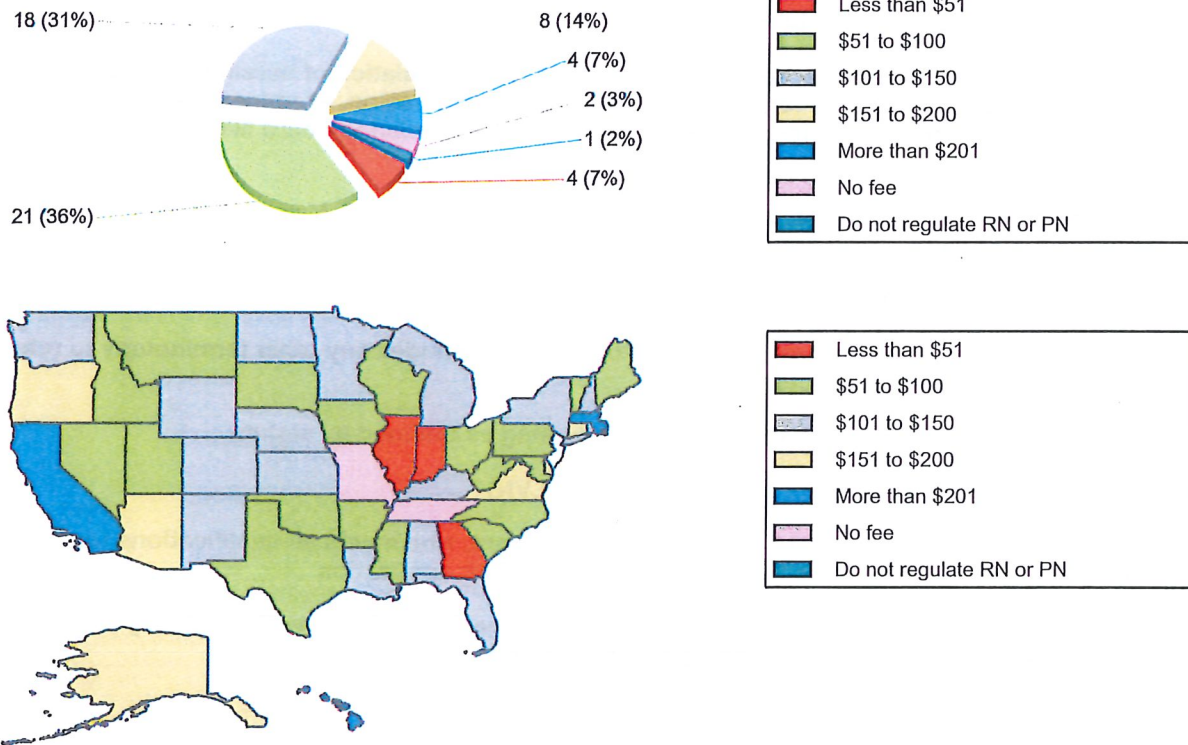 18 (31%)
8 (14%)
4 (7%)
2 (3%)
1 (2%)
4 (7%)
21 (36%)
Less than $51
$51 to $100
$101 to $150
$151 to $200
More than $201
No fee
Do not regulate RN or PN
Less than $51
$51 to $100
$101 to $150
$151 to $200
More than $201
No fee
Do not regulate RN or PN